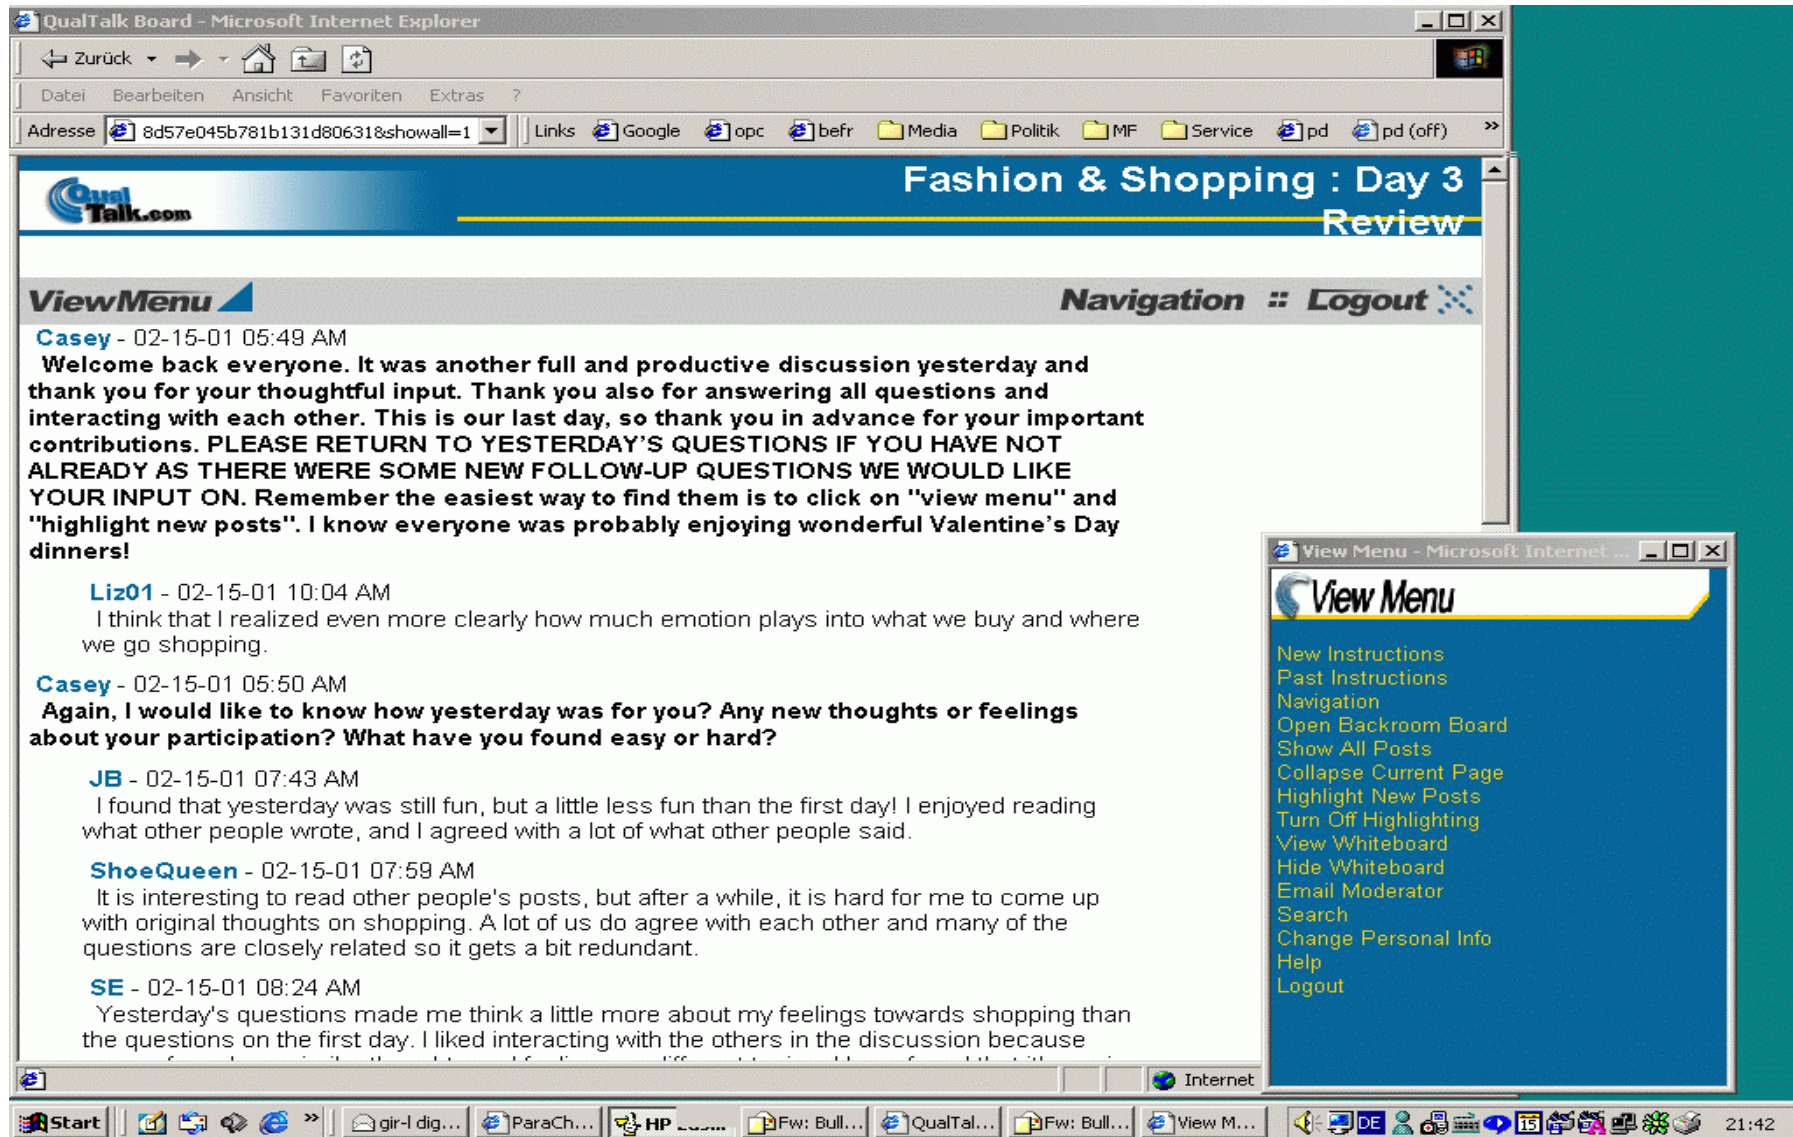 QualTalk Board - Microsoft Internet Explorer
Zurück
Datei Bearbeiten Ansicht Favoriten Extras ?
Adresse 8d57e045b781b131d80631&showall=1 Links Google opc befr Media Politik MF Service pd pd (off) »
Qual Talk.com
Fashion & Shopping : Day 3
Review
ViewMenu Navigation :: Logout
Casey - 02-15-01 05:49 AM
Welcome back everyone. It was another full and productive discussion yesterday and
thank you for your thoughtful input. Thank you also for answering all questions and
interacting with each other. This is our last day, so thank you in advance for your important
contributions. PLEASE RETURN TO YESTERDAY'S QUESTIONS IF YOU HAVE NOT
ALREADY AS THERE WERE SOME NEW FOLLOW-UP QUESTIONS WE WOULD LIKE
YOUR INPUT ON. Remember the easiest way to find them is to click on "view menu" and
"highlight new posts". I know everyone was probably enjoying wonderful Valentine's Day
dinners!
Liz01 - 02-15-01 10:04 AM
I think that I realized even more clearly how much emotion plays into what we buy and where
we go shopping.
Casey - 02-15-01 05:50 AM
Again, I would like to know how yesterday was for you? Any new thoughts or feelings
about your participation? What have you found easy or hard?
JB - 02-15-01 07:43 AM
I found that yesterday was still fun, but a little less fun than the first day! I enjoyed reading
what other people wrote, and I agreed with a lot of what other people said.
ShoeQueen - 02-15-01 07:59 AM
It is interesting to read other people's posts, but after a while, it is hard for me to come up
with original thoughts on shopping. A lot of us do agree with each other and many of the
questions are closely related so it gets a bit redundant.
SE - 02-15-01 08:24 AM
Yesterday's questions made me think a little more about my feelings towards shopping than
the questions on the first day. I liked interacting with the others in the discussion because
Internet
View Menu - Microsoft Internet ...
View Menu
New Instructions
Past Instructions
Navigation
Open Backroom Board
Show All Posts
Collapse Current Page
Highlight New Posts
Turn Off Highlighting
View Whiteboard
Hide Whiteboard
Email Moderator
Search
Change Personal Info
Help
Logout
Start » gir-l dig... ParaCh... HP Fw: Bull... QualTal... Fw: Bull... View M... DE 15 21:42